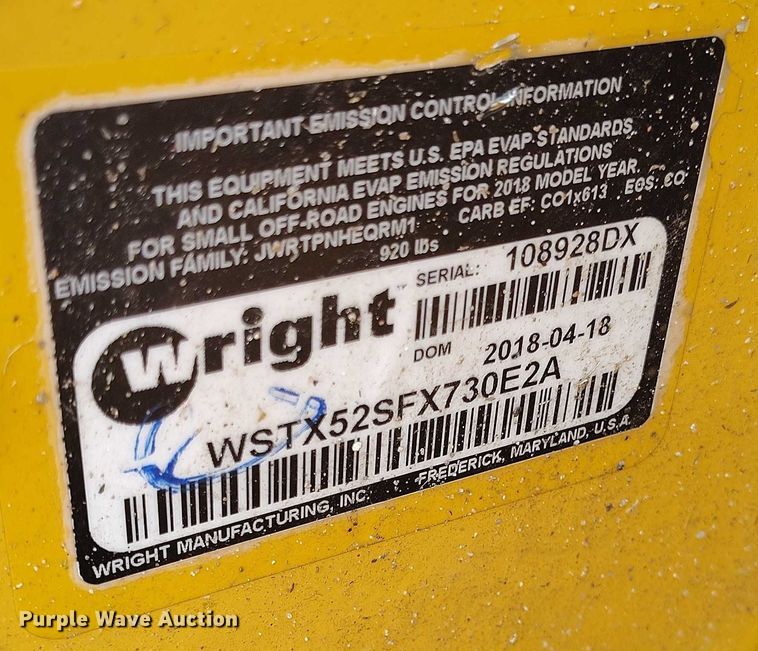 IMPORTANT EMISSION CONTROL INFORMATION
THIS EQUIPMENT MEETS U.S. EPA EVAP STANDARDS
AND CALIFORNIA EVAP EMISSION REGULATIONS
FOR SMALL OFF-ROAD ENGINES FOR 2018 MODEL YEAR.
EMISSION FAMILY: JWRTPNHEQRM1 CARB EF: CO1x613 EOS: CO
920 lbs
Wright™
SERIAL: 108928DX
DOM 2018-04-18
WSTX52SFX730E2A
WRIGHT MANUFACTURING, INC. FREDERICK, MARYLAND, U.S.A.
Purple Wave Auction